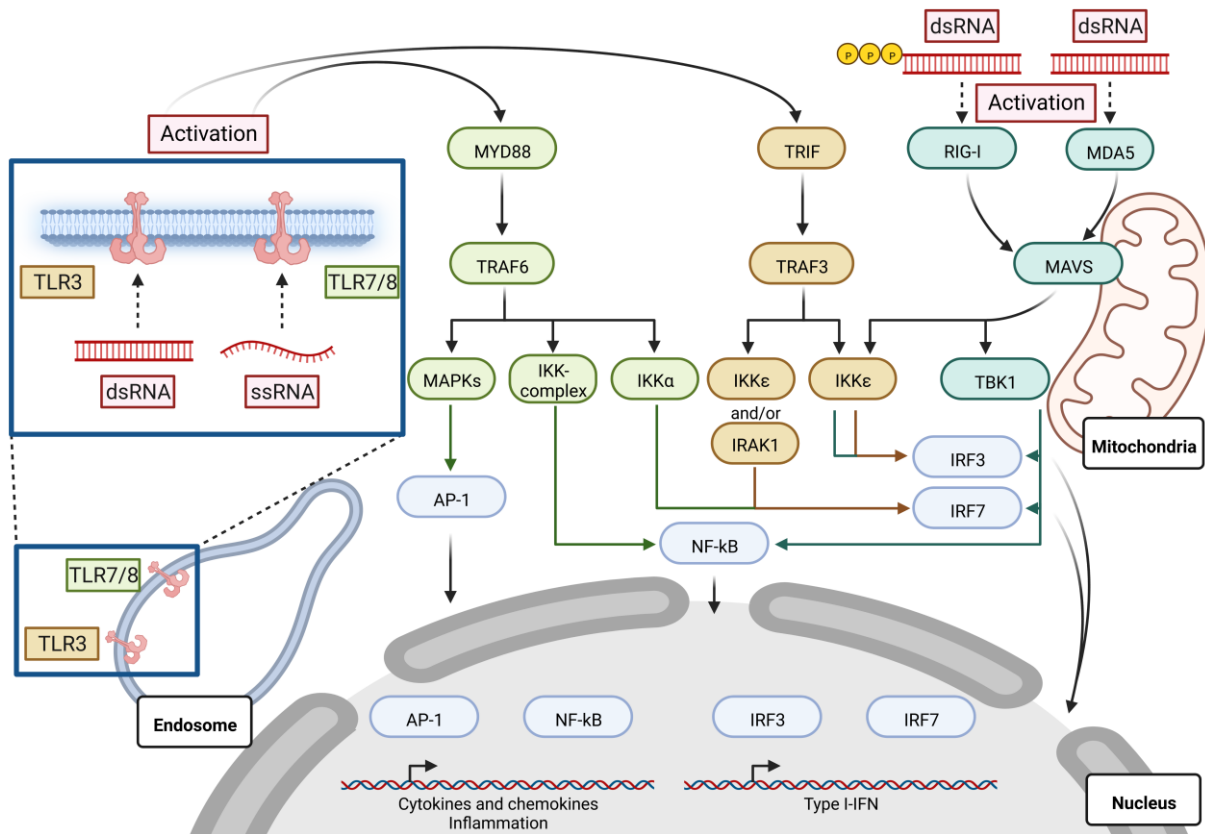 dsRNA
dsRNA
P P P
Activation
Activation
MYD88
TRIF
RIG-I
MDA5
TRAF6
TRAF3
MAVS
TLR3
TLR7/8
dsRNA
ssRNA
MAPKs
IKK-
complex
IKKα
IKKε
IKKε
TBK1
and/or
IRAK1
Mitochondria
IRF3
AP-1
IRF7
NF-kB
TLR7/8
TLR3
Endosome
AP-1
NF-kB
IRF3
IRF7
Cytokines and chemokines
Inflammation
Type I-IFN
Nucleus